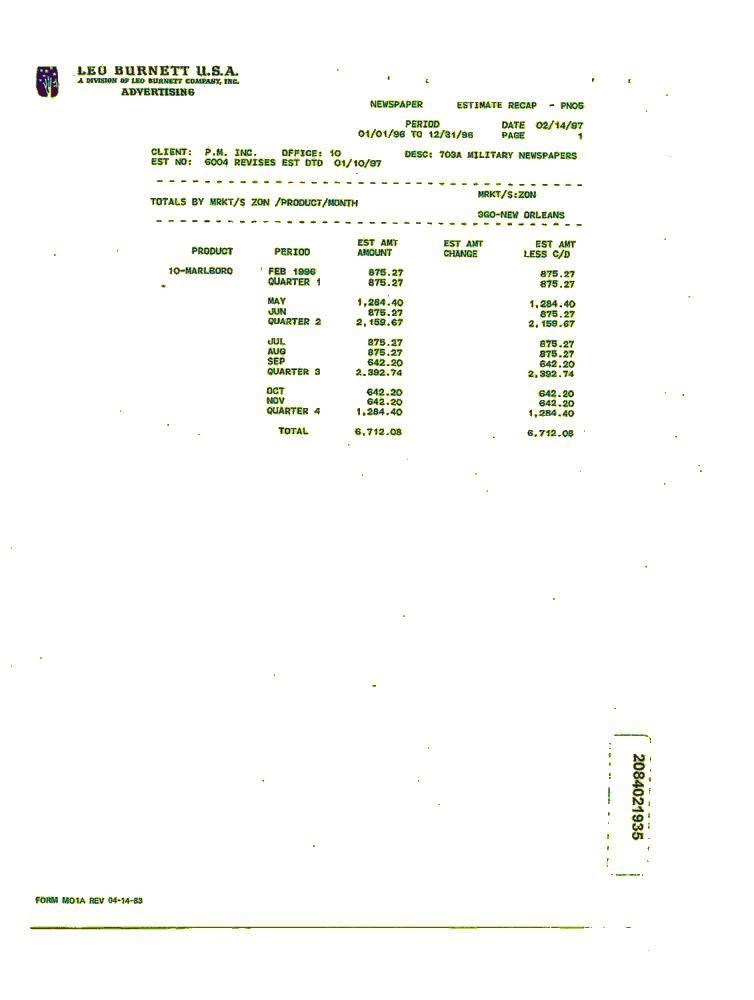 LEO BURNETT U.S.A.
A DIVISION OF LEO BURNETT COMPANY, INC.
ADVERTISING
NEWSPAPER ESTIMATE RECAP - PNO5
PERIOD DATE 02/14/97
01/01/96 TO 12/31/96 PAGE 1
CLIENT: P.M. INC. OFFICE: 10 DESC: 703A MILITARY NEWSPAPERS
EST NO: 6004 REVISES EST DTD 01/10/97
MRKT/S:ZON
TOTALS BY MRKT/S ZON /PRODUCT/MONTH
3GO-NEW ORLEANS
EST AMT EST AMT EST AMT
PRODUCT PERIOD AMOUNT CHANGE LESS C/D
10-MARLBORO FEB 1996 875.27 875.27
QUARTER 1 875.27 875.27
MAY 1,284.40 1,284.40
JUN 875.27 875.27
QUARTER 2 2,159.67 2,159.67
JUL 875.27 875.27
AUG 875.27 875.27
SEP 642.20 642.20
QUARTER 3 2,392.74 2,392.74
OCT 642.20 642.20
NOV 642.20 642.20
QUARTER 4 1,284.40 1,284.40
TOTAL 6,712.08 6,712.08
2084021935
FORM MO1A REV 04-14-83